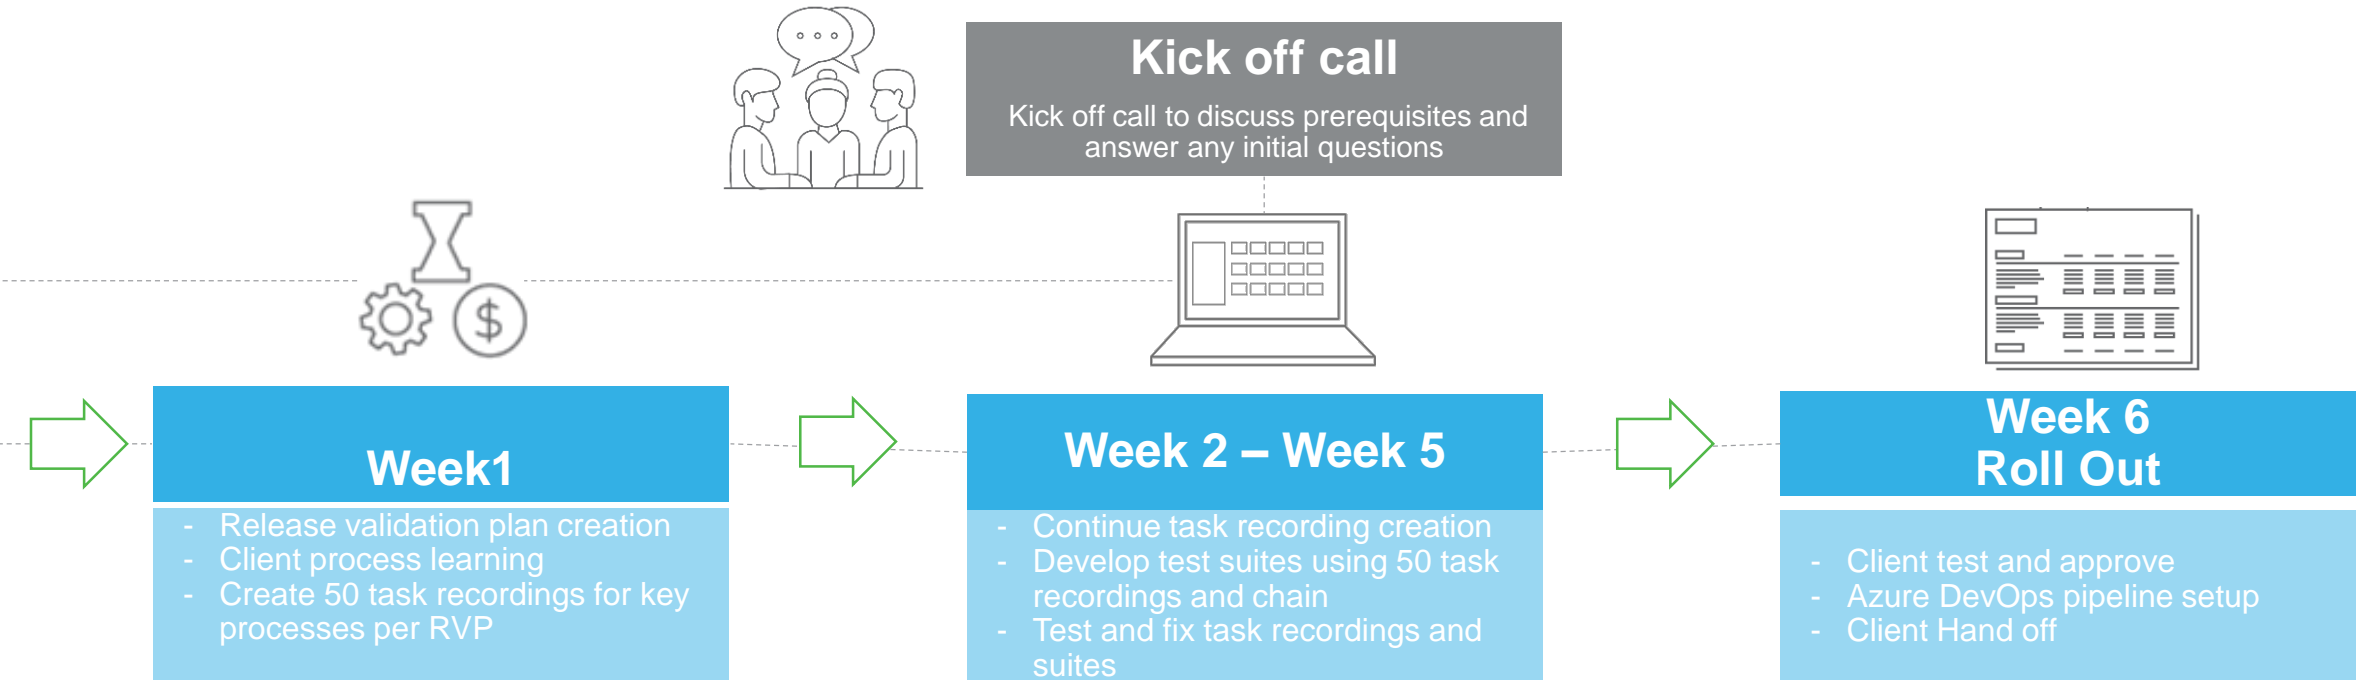 Kick off call
Kick off call to discuss prerequisites and
answer any initial questions
$
Week1
- Release validation plan creation
- Client process learning
- Create 50 task recordings for key
processes per RVP
Week 2 – Week 5
- Continue task recording creation
- Develop test suites using 50 task
recordings and chain
- Test and fix task recordings and
suites
Week 6
Roll Out
- Client test and approve
- Azure DevOps pipeline setup
- Client Hand off